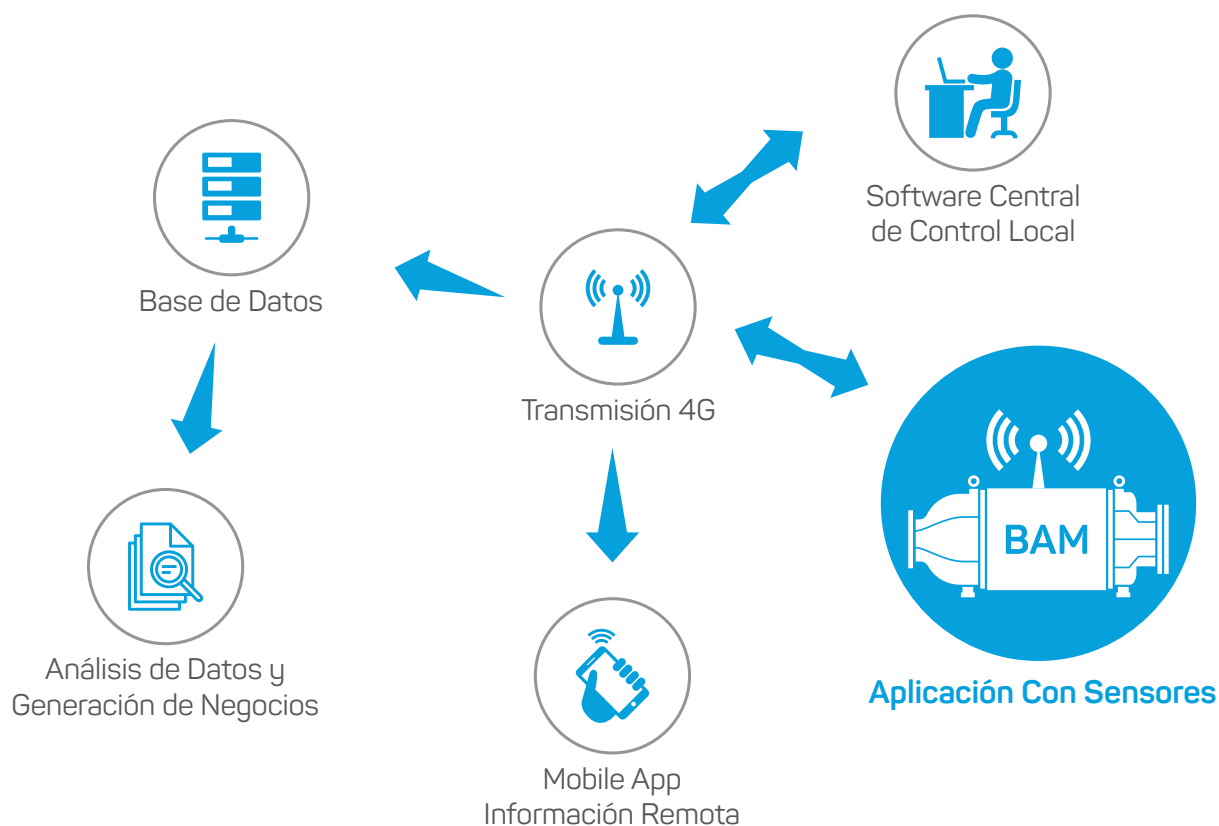 Software Central
de Control Local
Base de Datos
Transmisión 4G
BAM
Aplicación Con Sensores
Análisis de Datos y
Generación de Negocios
Mobile App
Información Remota